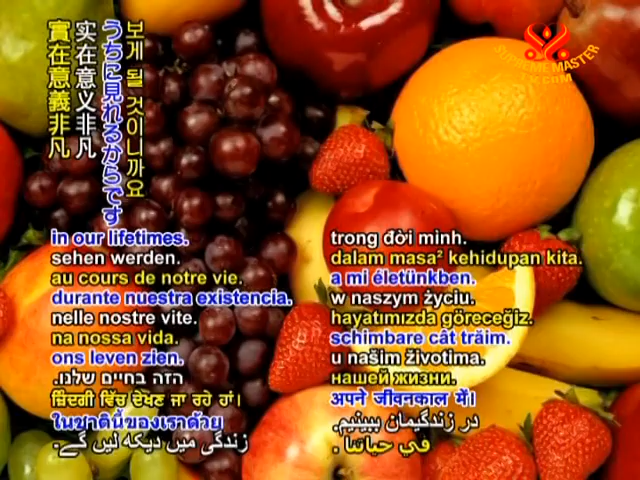 實在意義非凡
实在意义非凡
うちに見れるからです
보게 될 것이니까요
SUPREME MASTER
in our lifetimes.
sehen werden.
au cours de notre vie.
durante nuestra existencia.
nelle nostre vite.
na nossa vida.
ons leven zien.
הזה בחיים שלנו.
ਜ਼ਿੰਦਗੀ ਵਿੱਚ ਦੇਖਣ ਜਾ ਰਹੇ ਹਾਂ।
ในชาตินี้ของเราด้วย
زندگی میں دیکھ لیں گے۔
trong đời mình.
dalam masa² kehidupan kita.
a mi életünkben.
w naszym życiu.
hayatımızda göreceğiz.
schimbare cât trăim.
u našim životima.
нашей жизни.
अपने जीवनकाल में।
در زندگیمان ببینیم.
في حياتنا .